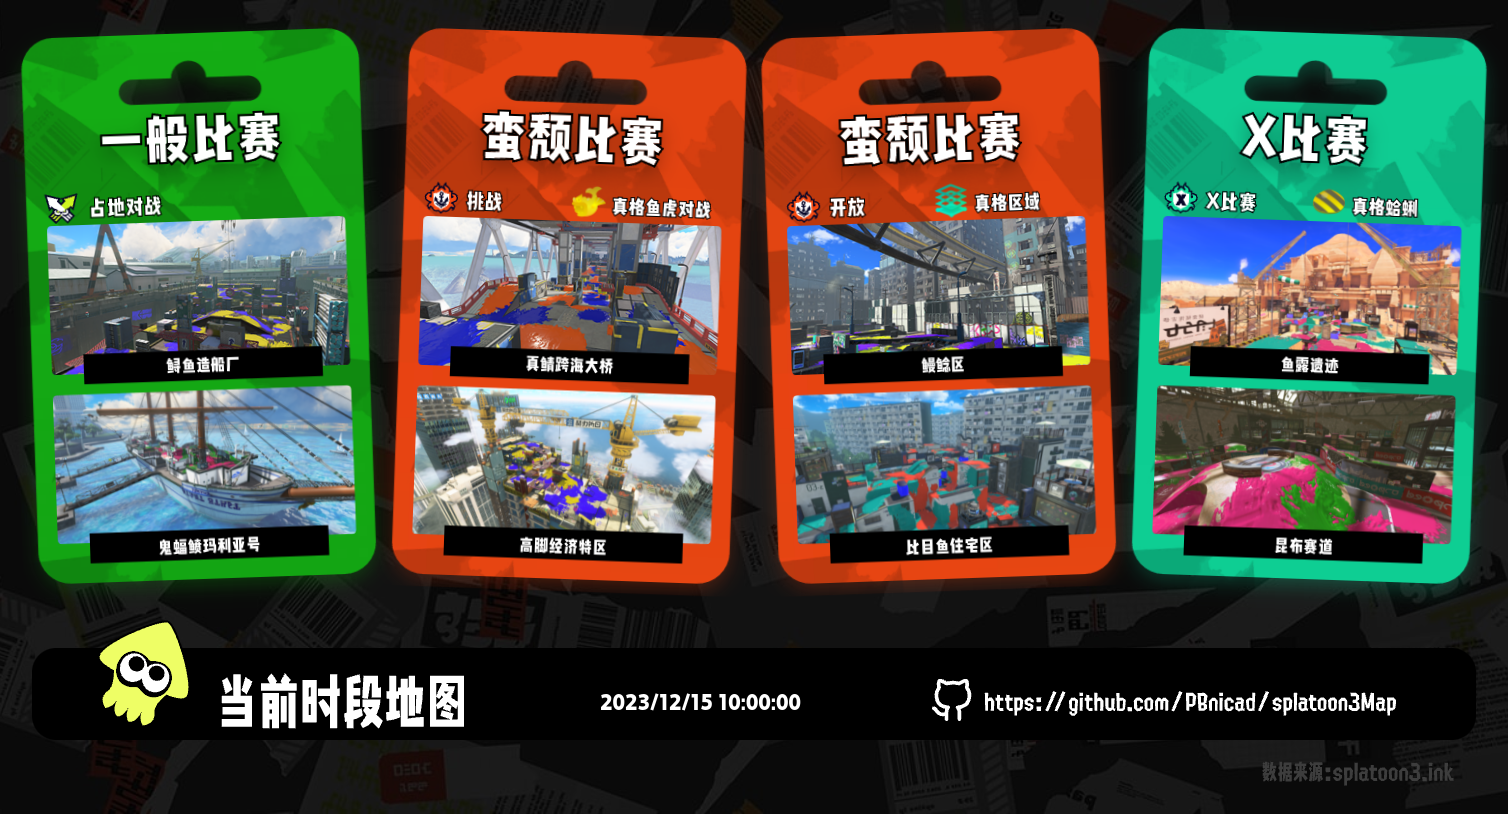 一般比赛
占地对战
鲟鱼造船厂
鬼蝠鲼玛利亚号
蛮颓比赛
挑战
真格鱼虎对战
真鲭跨海大桥
高脚经济特区
蛮颓比赛
开放
真格区域
鳗鲶区
比目鱼住宅区
X比赛
X比赛
真格蛤蜊
鱼露遗迹
昆布赛道
当前时段地图
2023/12/15 10:00:00
https://github.com/PBnicad/splatoon3Map
数据来源:splatoon3.ink